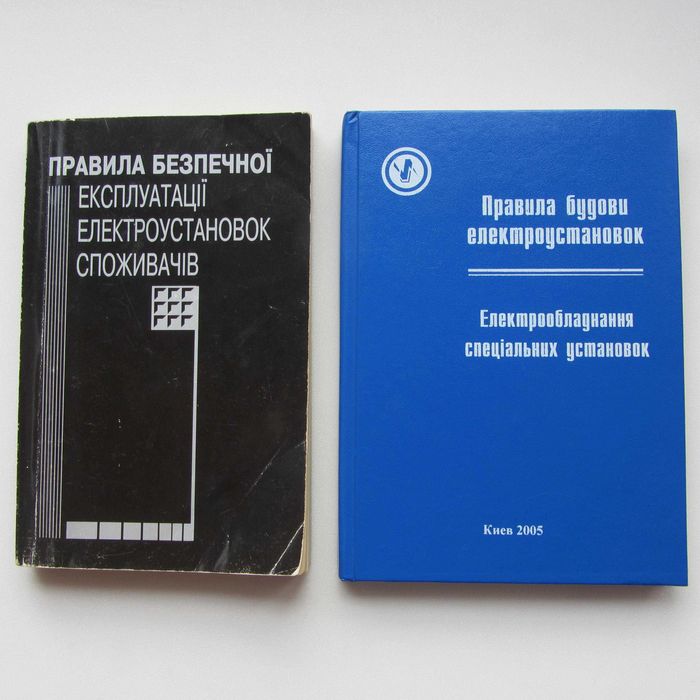 ПРАВИЛА БЕЗПЕЧНОЇ
ЕКСПЛУАТАЦІЇ
ЕЛЕКТРОУСТАНОВОК
СПОЖИВАЧІВ
Правила будови
електроустановок
Електрообладнання
спеціальних установок
Киев 2005